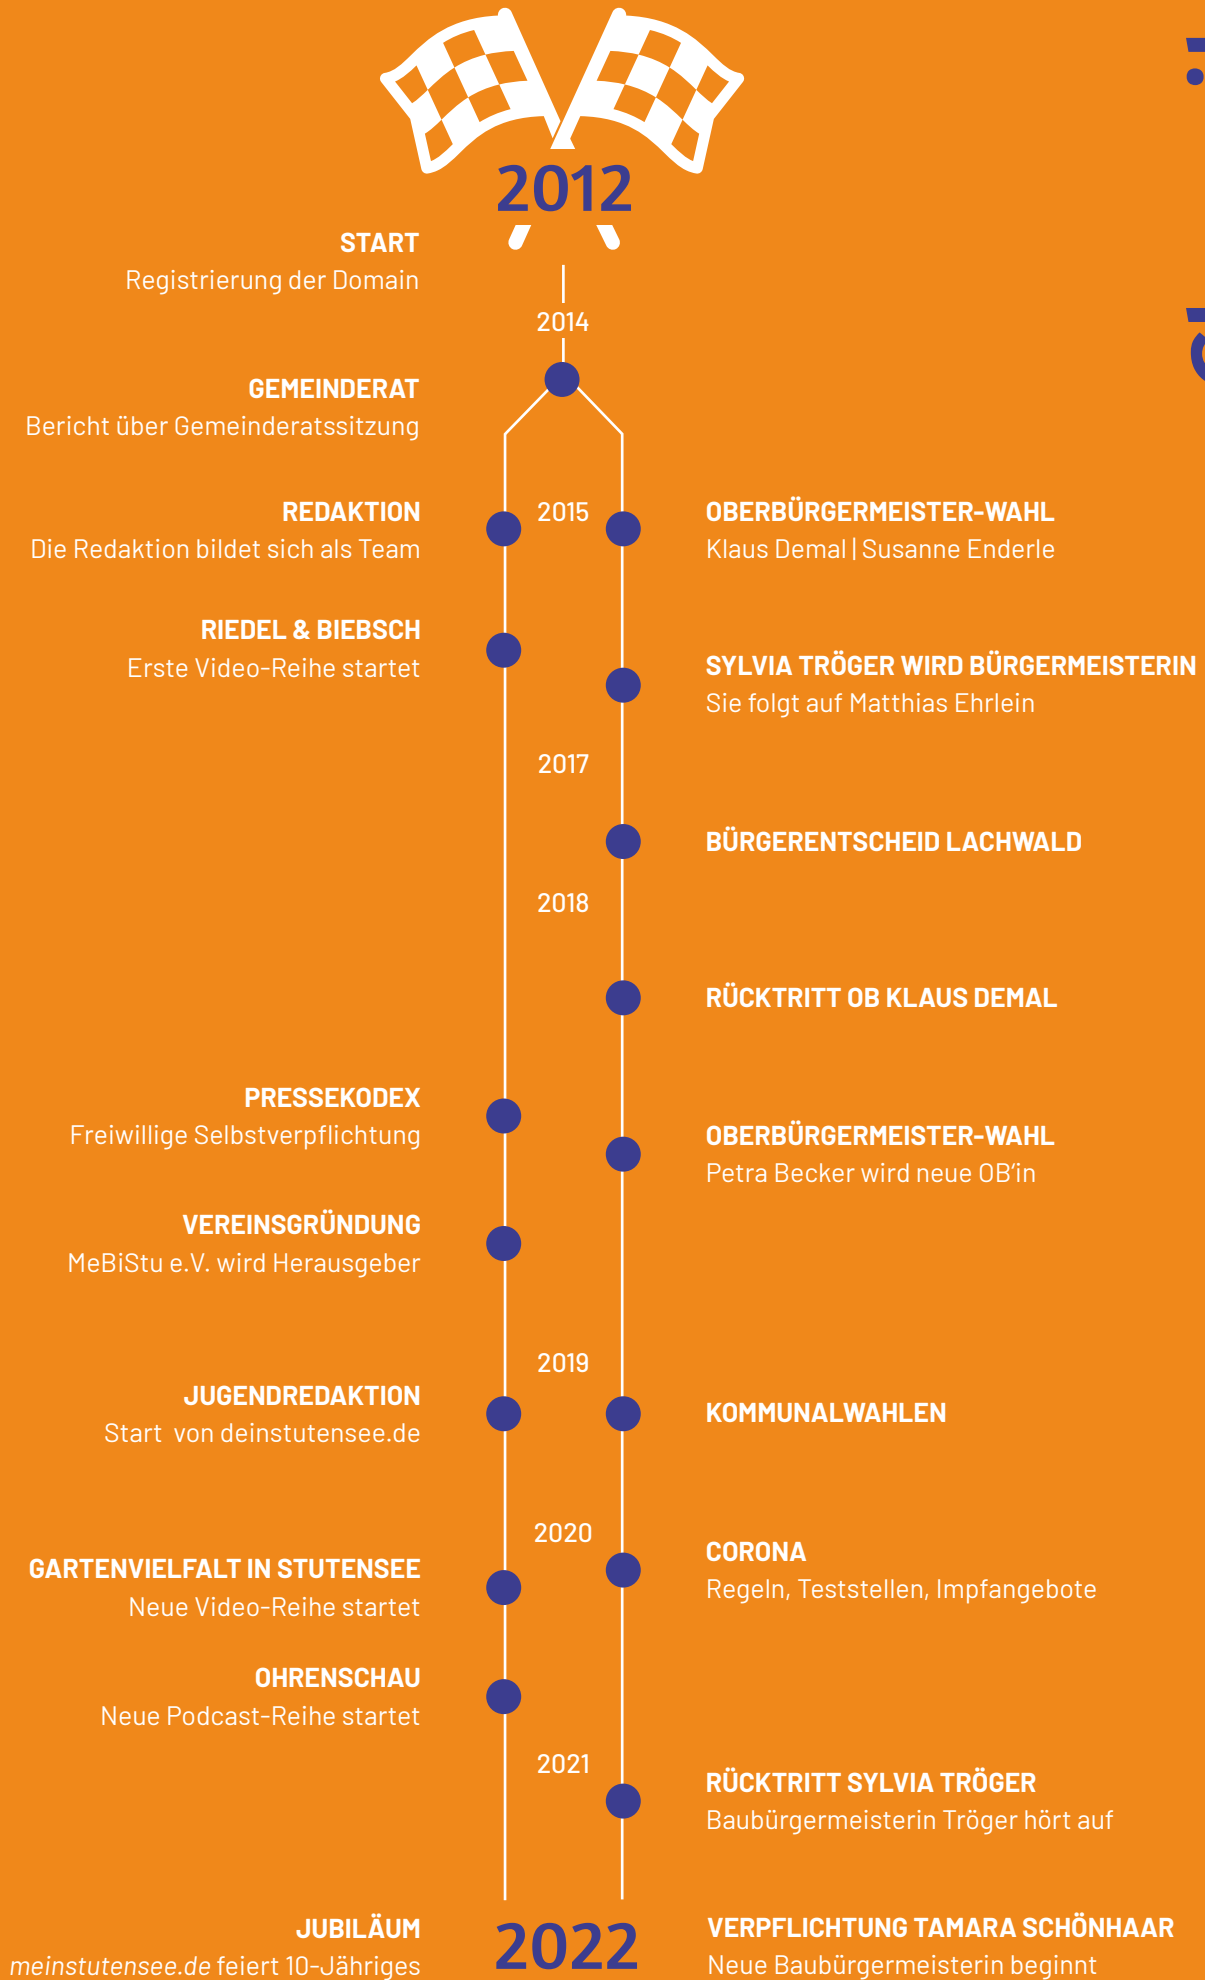 2012
START
Registrierung der Domain
2014
GEMEINDERAT
Bericht über Gemeinderatssitzung
2015
REDAKTION
Die Redaktion bildet sich als Team
OBERBÜRGERMEISTER-WAHL
Klaus Demal | Susanne Enderle
RIEDEL & BIEBSCH
Erste Video-Reihe startet
SYLVIA TRÖGER WIRD BÜRGERMEISTERIN
Sie folgt auf Matthias Ehrlein
2017
BÜRGERENTSCHEID LACHWALD
2018
RÜCKTRITT OB KLAUS DEMAL
PRESSEKODEX
Freiwillige Selbstverpflichtung
OBERBÜRGERMEISTER-WAHL
Petra Becker wird neue OB‘in
VEREINSGRÜNDUNG
MeBiStu e.V. wird Herausgeber
2019
JUGENDREDAKTION
Start von deinstutensee.de
KOMMUNALWAHLEN
2020
GARTENVIELFALT IN STUTENSEE
Neue Video-Reihe startet
CORONA
Regeln, Teststellen, Impfangebote
OHRENSCHAU
Neue Podcast-Reihe startet
2021
RÜCKTRITT SYLVIA TRÖGER
Baubürgermeisterin Tröger hört auf
2022
JUBILÄUM
meinstutensee.de feiert 10-Jähriges
VERPFLICHTUNG TAMARA SCHÖNHAAR
Neue Baubürgermeisterin beginnt